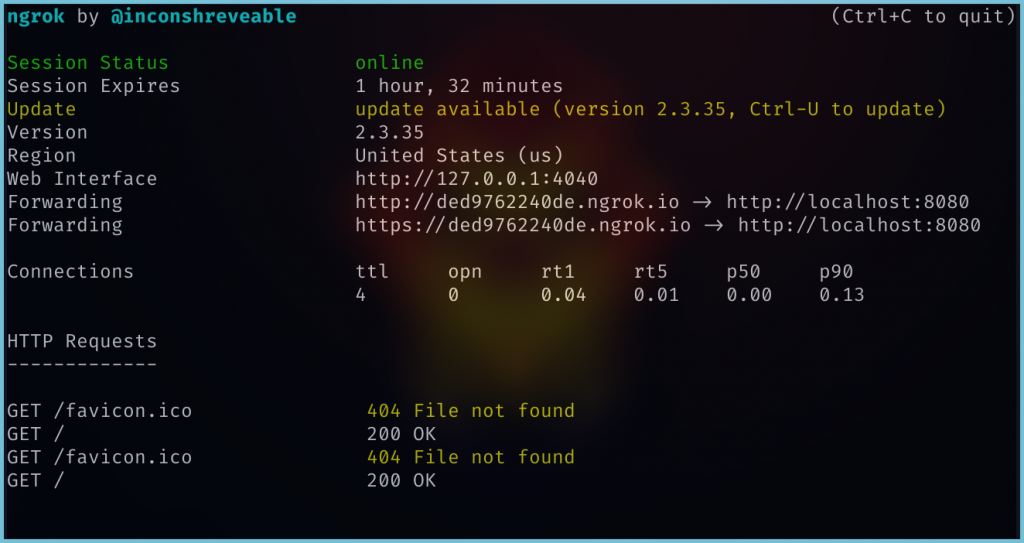 ngrok by @inconshreveable (Ctrl+C to quit)
Session Status online
Session Expires 1 hour, 32 minutes
Update update available (version 2.3.35, Ctrl-U to update)
Version 2.3.35
Region United States (us)
Web Interface http://127.0.0.1:4040
Forwarding http://ded9762240de.ngrok.io -> http://localhost:8080
Forwarding https://ded9762240de.ngrok.io -> http://localhost:8080
Connections ttl opn rt1 rt5 p50 p90
4 0 0.04 0.01 0.00 0.13
HTTP Requests
-------------
GET /favicon.ico 404 File not found
GET / 200 OK
GET /favicon.ico 404 File not found
GET / 200 OK